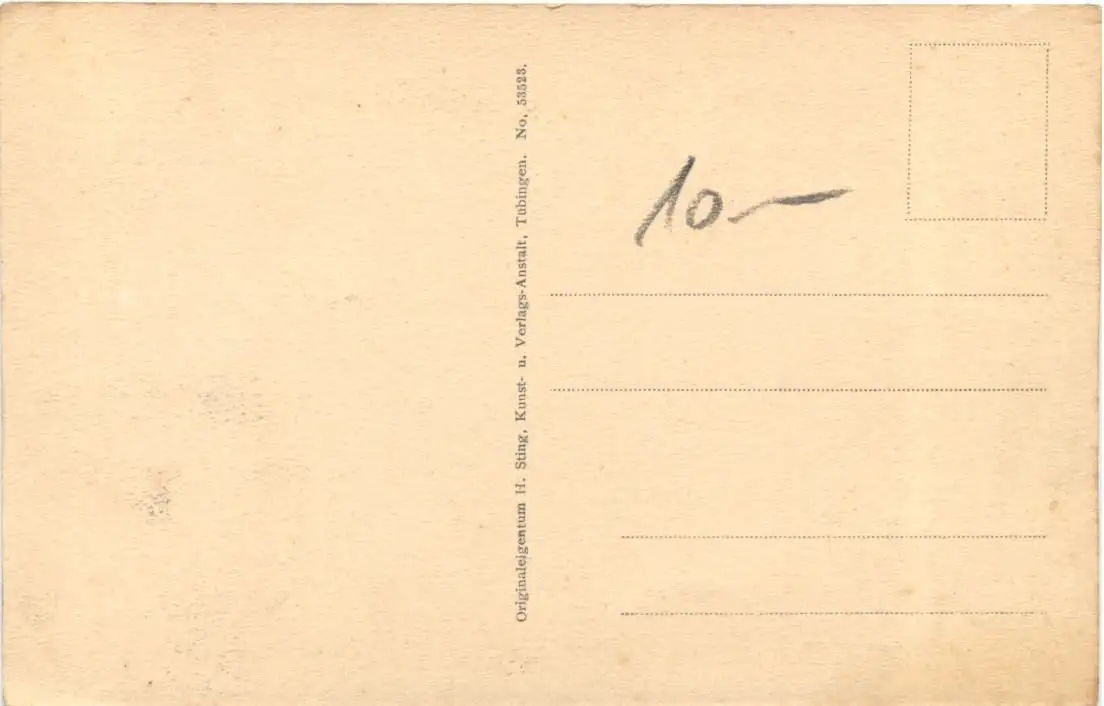 Originaleigentum H. Sting, Kunst- u. Verlags-Anstalt, Tübingen. No. 53523.
10.—